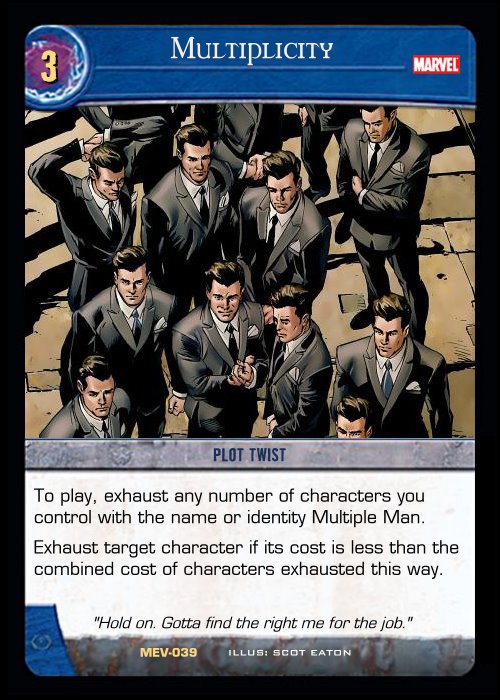 3
Multiplicity
MARVEL
PLOT TWIST
To play, exhaust any number of characters you
control with the name or identity Multiple Man.
Exhaust target character if its cost is less than the
combined cost of characters exhausted this way.
"Hold on. Gotta find the right me for the job."
MEV-039 ILLUS: SCOT EATON